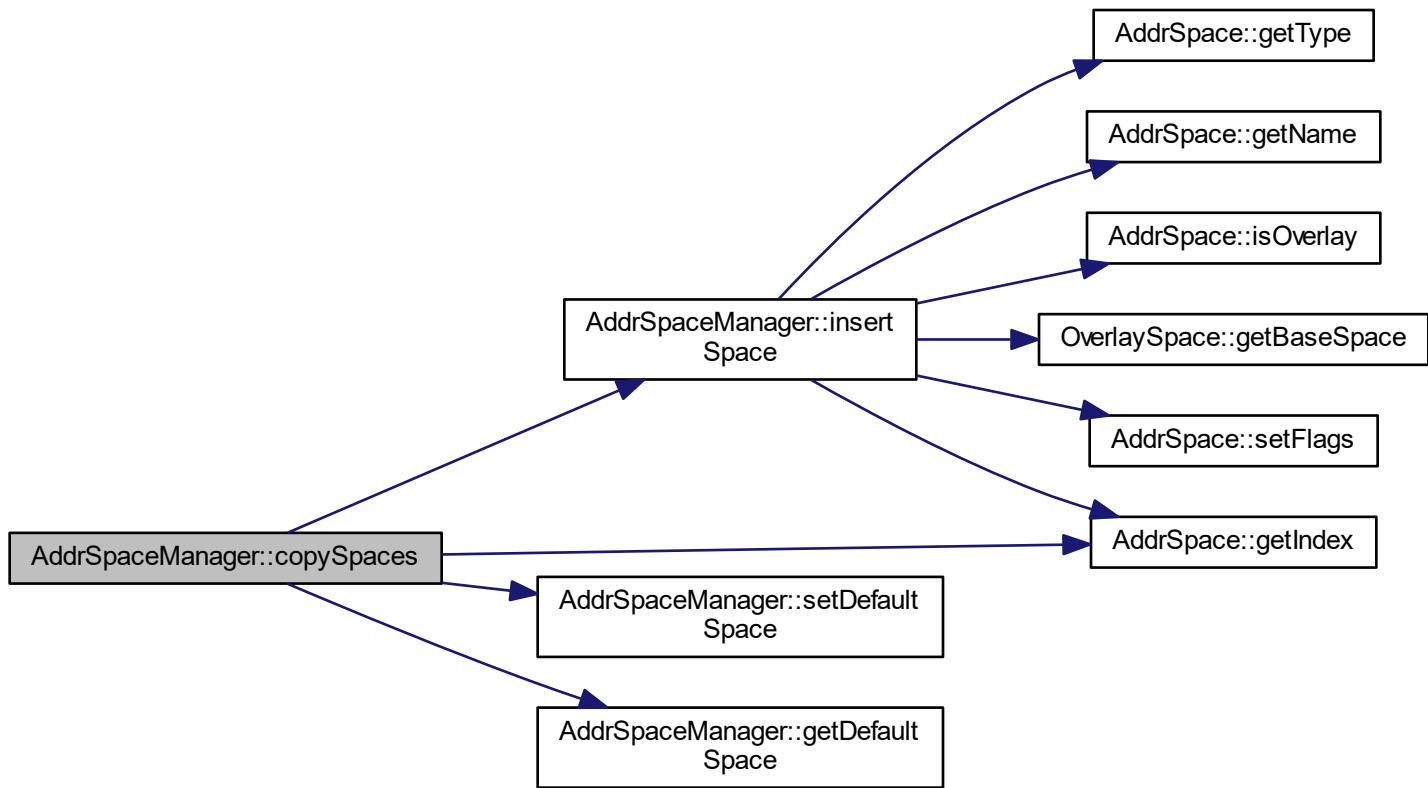 AddrSpace::getType
AddrSpace::getName
AddrSpace::isOverlay
AddrSpaceManager::insert
Space
OverlaySpace::getBaseSpace
AddrSpace::setFlags
AddrSpaceManager::copySpaces
AddrSpace::getIndex
AddrSpaceManager::setDefault
Space
AddrSpaceManager::getDefault
Space